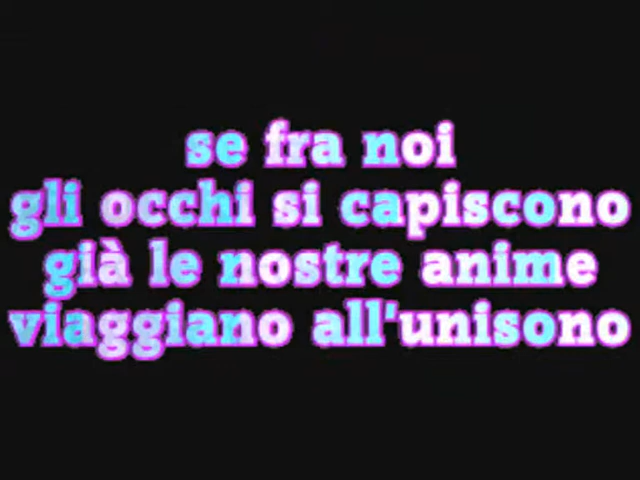 se fra noi
gli occhi si capiscono
già le nostre anime
viaggiano all'unisono